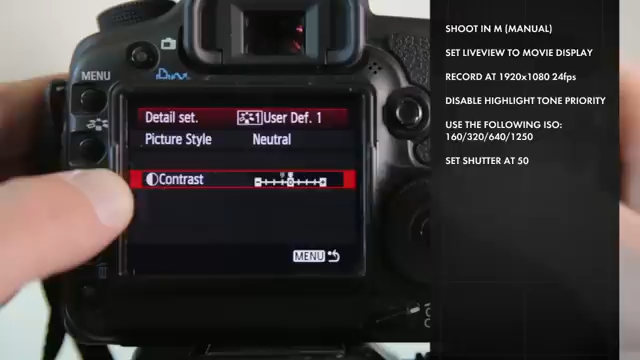 MENU
Detail set.
User Def. 1
Picture Style
Neutral
Contrast
MENU
SHOOT IN M (MANUAL)
SET LIVEVIEW TO MOVIE DISPLAY
RECORD AT 1920x1080 24fps
DISABLE HIGHLIGHT TONE PRIORITY
USE THE FOLLOWING ISO:
160/320/640/1250
SET SHUTTER AT 50